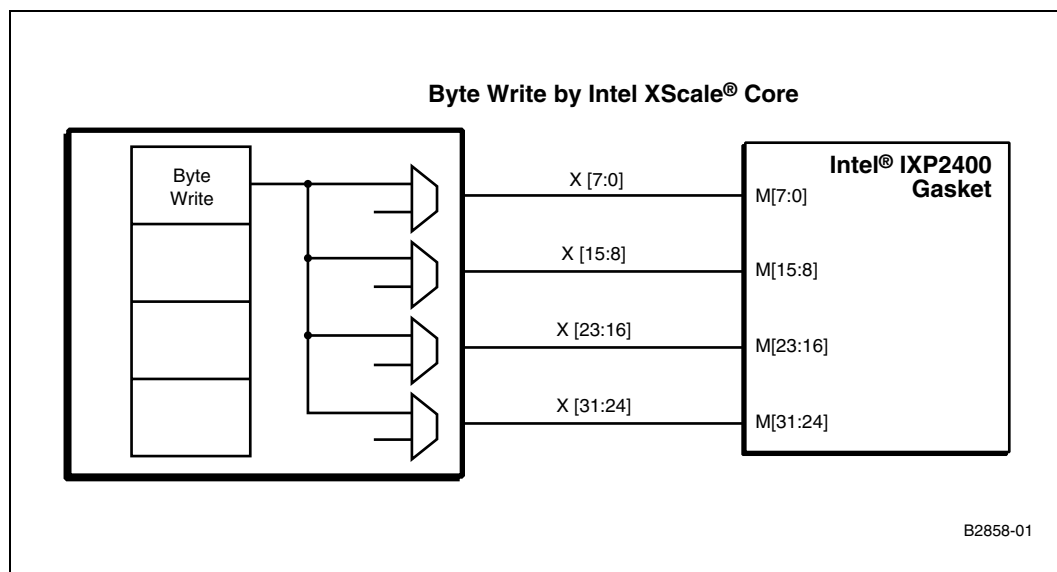 Byte Write by Intel XScale® Core
Byte
Write
X [7:0]
X [15:8]
X [23:16]
X [31:24]
Intel® IXP2400
Gasket
M[7:0]
M[15:8]
M[23:16]
M[31:24]
B2858-01